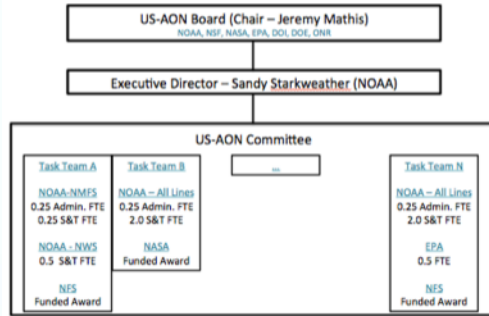 US-AON Board (Chair – Jeremy Mathis)
NOAA, NSF, NASA, EPA, DOI, DOE, ONR
Executive Director – Sandy Starkweather (NOAA)
US-AON Committee
Task Team A
NOAA-NMFS
0.25 Admin. FTE
0.25 S&T FTE
NOAA - NWS
0.5 S&T FTE
NFS
Funded Award
Task Team B
NOAA – All Lines
0.25 Admin. FTE
2.0 S&T FTE
NASA
Funded Award
...
Task Team N
NOAA – All Lines
0.25 Admin. FTE
2.0 S&T FTE
EPA
0.5 FTE
NFS
Funded Award